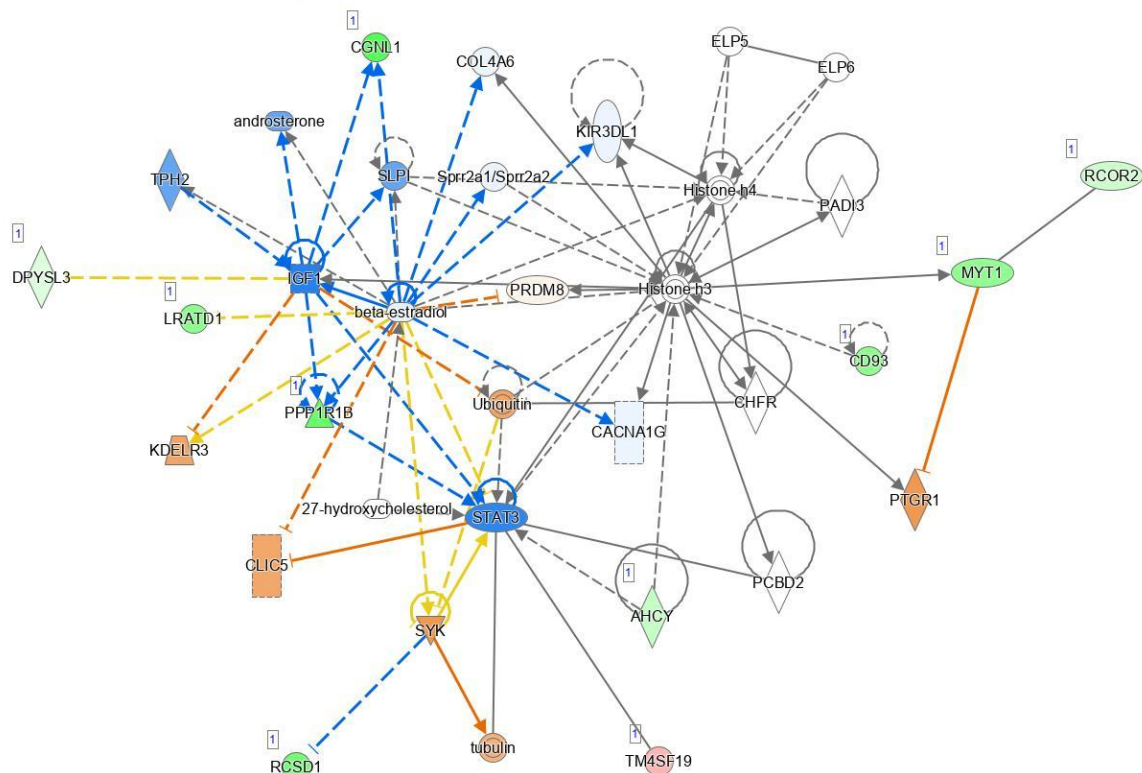 1
CGNL1
COL4A6
ELP5
ELP6
androsterone
KIR3DL1
1
RCOR2
TPH2
SLPI
Sprr2a1/Sprr2a2
Histone h4
PADI3
1
DPYSL3
IGF1
PRDM8
Histone h3
1
MYT1
1
LRATD1
beta-estradiol
1
CD93
1
PPP1R1B
Ubiquitin
CACNA1G
CHFR
KDELR3
PTGR1
27-hydroxycholesterol
STAT3
CLIC5
PCBD2
1
AHCY
SYK
1
RCSD1
tubulin
1
TM4SF19